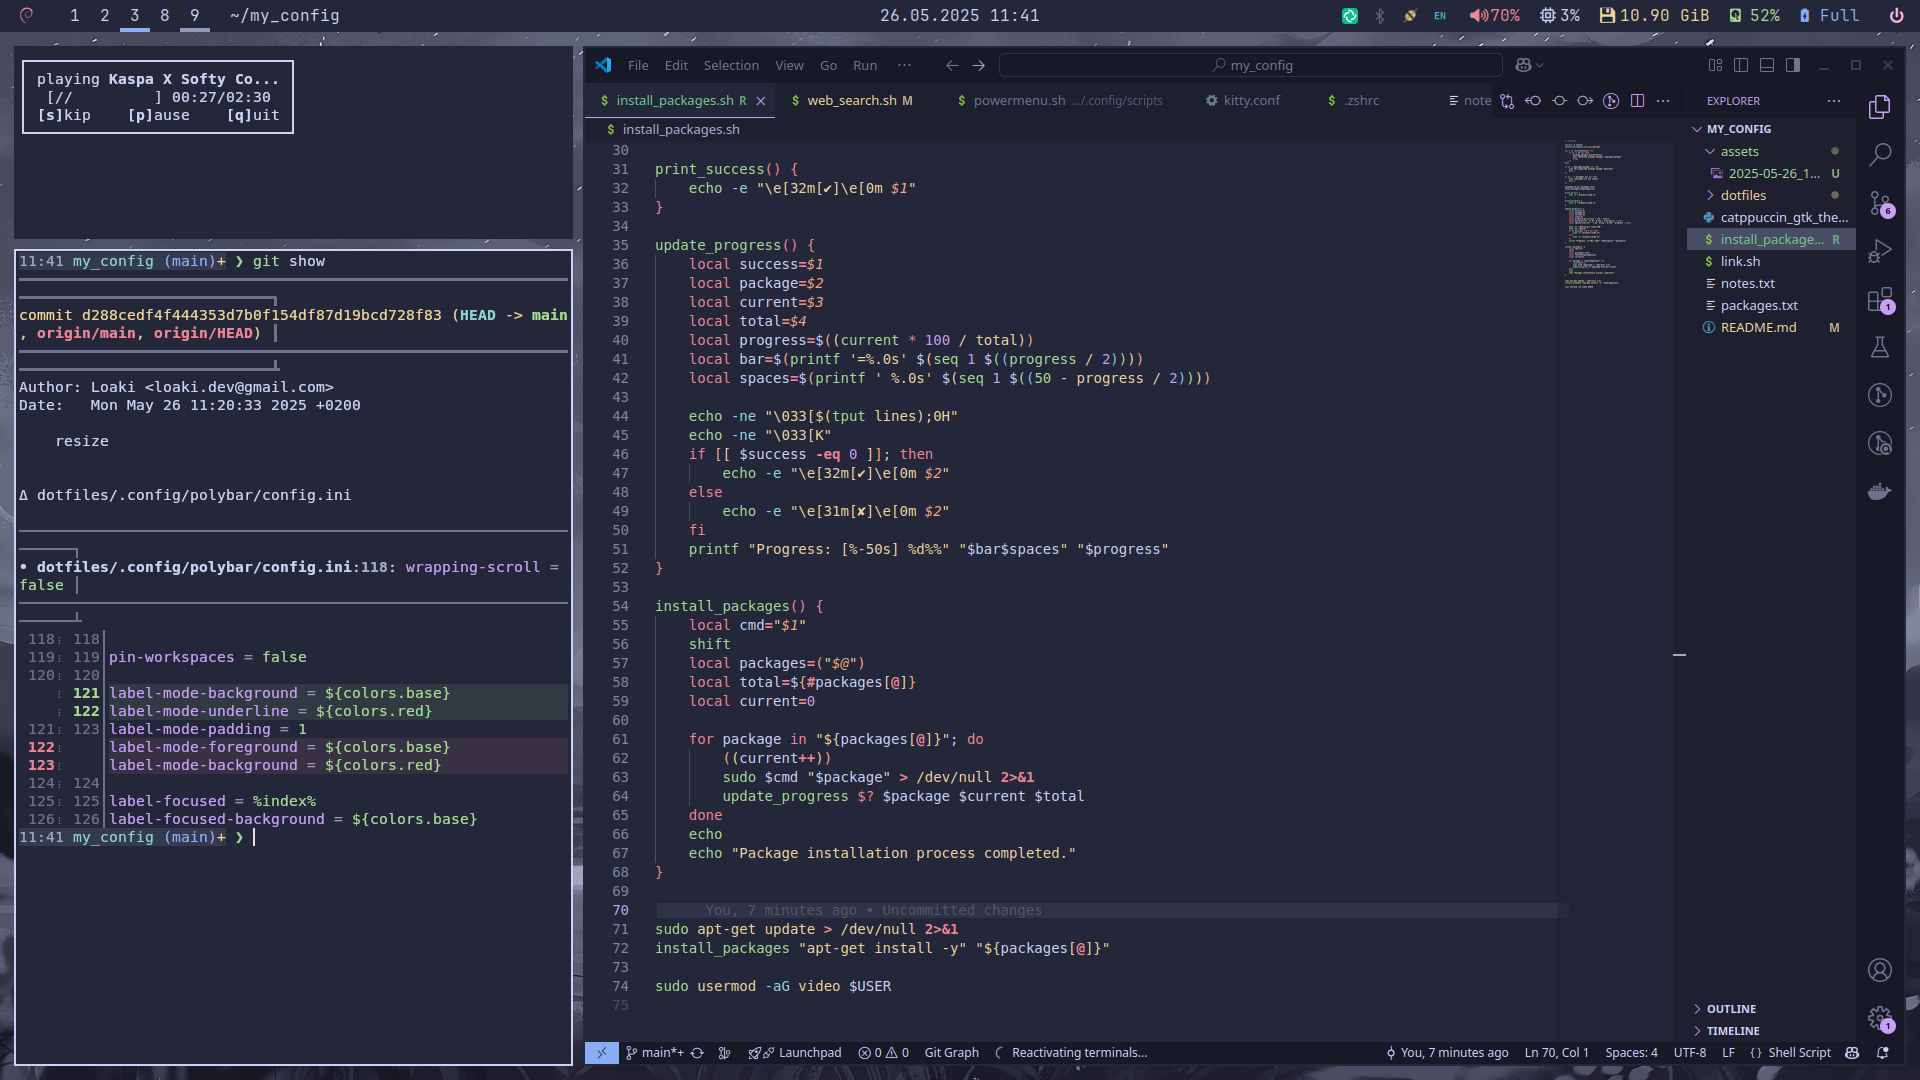 1 2 3 8 9 ~/my_config
26.05.2025 11:41
EN 70% 3% 10.90 GiB 52% Full
playing Kaspa X Softy Co...
[// ] 00:27/02:30
[s]kip [p]ause [q]uit
11:41 my_config (main)+ ❯ git show
commit d288cedf4f444353d7b0f154df87d19bcd728f83 (HEAD -> main
, origin/main, origin/HEAD)
Author: Loaki <loaki.dev@gmail.com>
Date: Mon May 26 11:20:33 2025 +0200
resize
Δ dotfiles/.config/polybar/config.ini
• dotfiles/.config/polybar/config.ini:118: wrapping-scroll =
false
118⋮ 118
119⋮ 119 pin-workspaces = false
120⋮ 120
⋮ 121 label-mode-background = ${colors.base}
⋮ 122 label-mode-underline = ${colors.red}
121⋮ 123 label-mode-padding = 1
122⋮ label-mode-foreground = ${colors.base}
123⋮ label-mode-background = ${colors.red}
124⋮ 124
125⋮ 125 label-focused = %index%
126⋮ 126 label-focused-background = ${colors.base}
11:41 my_config (main)+ ❯
File Edit Selection View Go Run ···
my_config
$ install_packages.sh R
$ web_search.sh M
$ powermenu.sh .../.config/scripts
kitty.conf
$ .zshrc
note
$ install_packages.sh
30
31 print_success() {
32 echo -e "\e[32m[✔]\e[0m $1"
33 }
34
35 update_progress() {
36 local success=$1
37 local package=$2
38 local current=$3
39 local total=$4
40 local progress=$((current * 100 / total))
41 local bar=$(printf '=%.0s' $(seq 1 $((progress / 2))))
42 local spaces=$(printf ' %.0s' $(seq 1 $((50 - progress / 2))))
43
44 echo -ne "\033[$(tput lines);0H"
45 echo -ne "\033[K"
46 if [[ $success -eq 0 ]]; then
47 echo -e "\e[32m[✔]\e[0m $2"
48 else
49 echo -e "\e[31m[✘]\e[0m $2"
50 fi
51 printf "Progress: [%-50s] %d%%" "$bar$spaces" "$progress"
52 }
53
54 install_packages() {
55 local cmd="$1"
56 shift
57 local packages=("$@")
58 local total=${#packages[@]}
59 local current=0
60
61 for package in "${packages[@]}"; do
62 ((current++))
63 sudo $cmd "$package" > /dev/null 2>&1
64 update_progress $? $package $current $total
65 done
66 echo
67 echo "Package installation process completed."
68 }
69
70 You, 7 minutes ago • Uncommitted changes
71 sudo apt-get update > /dev/null 2>&1
72 install_packages "apt-get install -y" "${packages[@]}"
73
74 sudo usermod -aG video $USER
75
EXPLORER ···
MY_CONFIG
assets
2025-05-26_1... U
dotfiles
catppuccin_gtk_the...
$ install_package... R
$ link.sh
notes.txt
packages.txt
README.md M
OUTLINE
TIMELINE
6
1
1
main*+ Launchpad 0 0 Git Graph Reactivating terminals...
You, 7 minutes ago Ln 70, Col 1 Spaces: 4 UTF-8 LF {} Shell Script